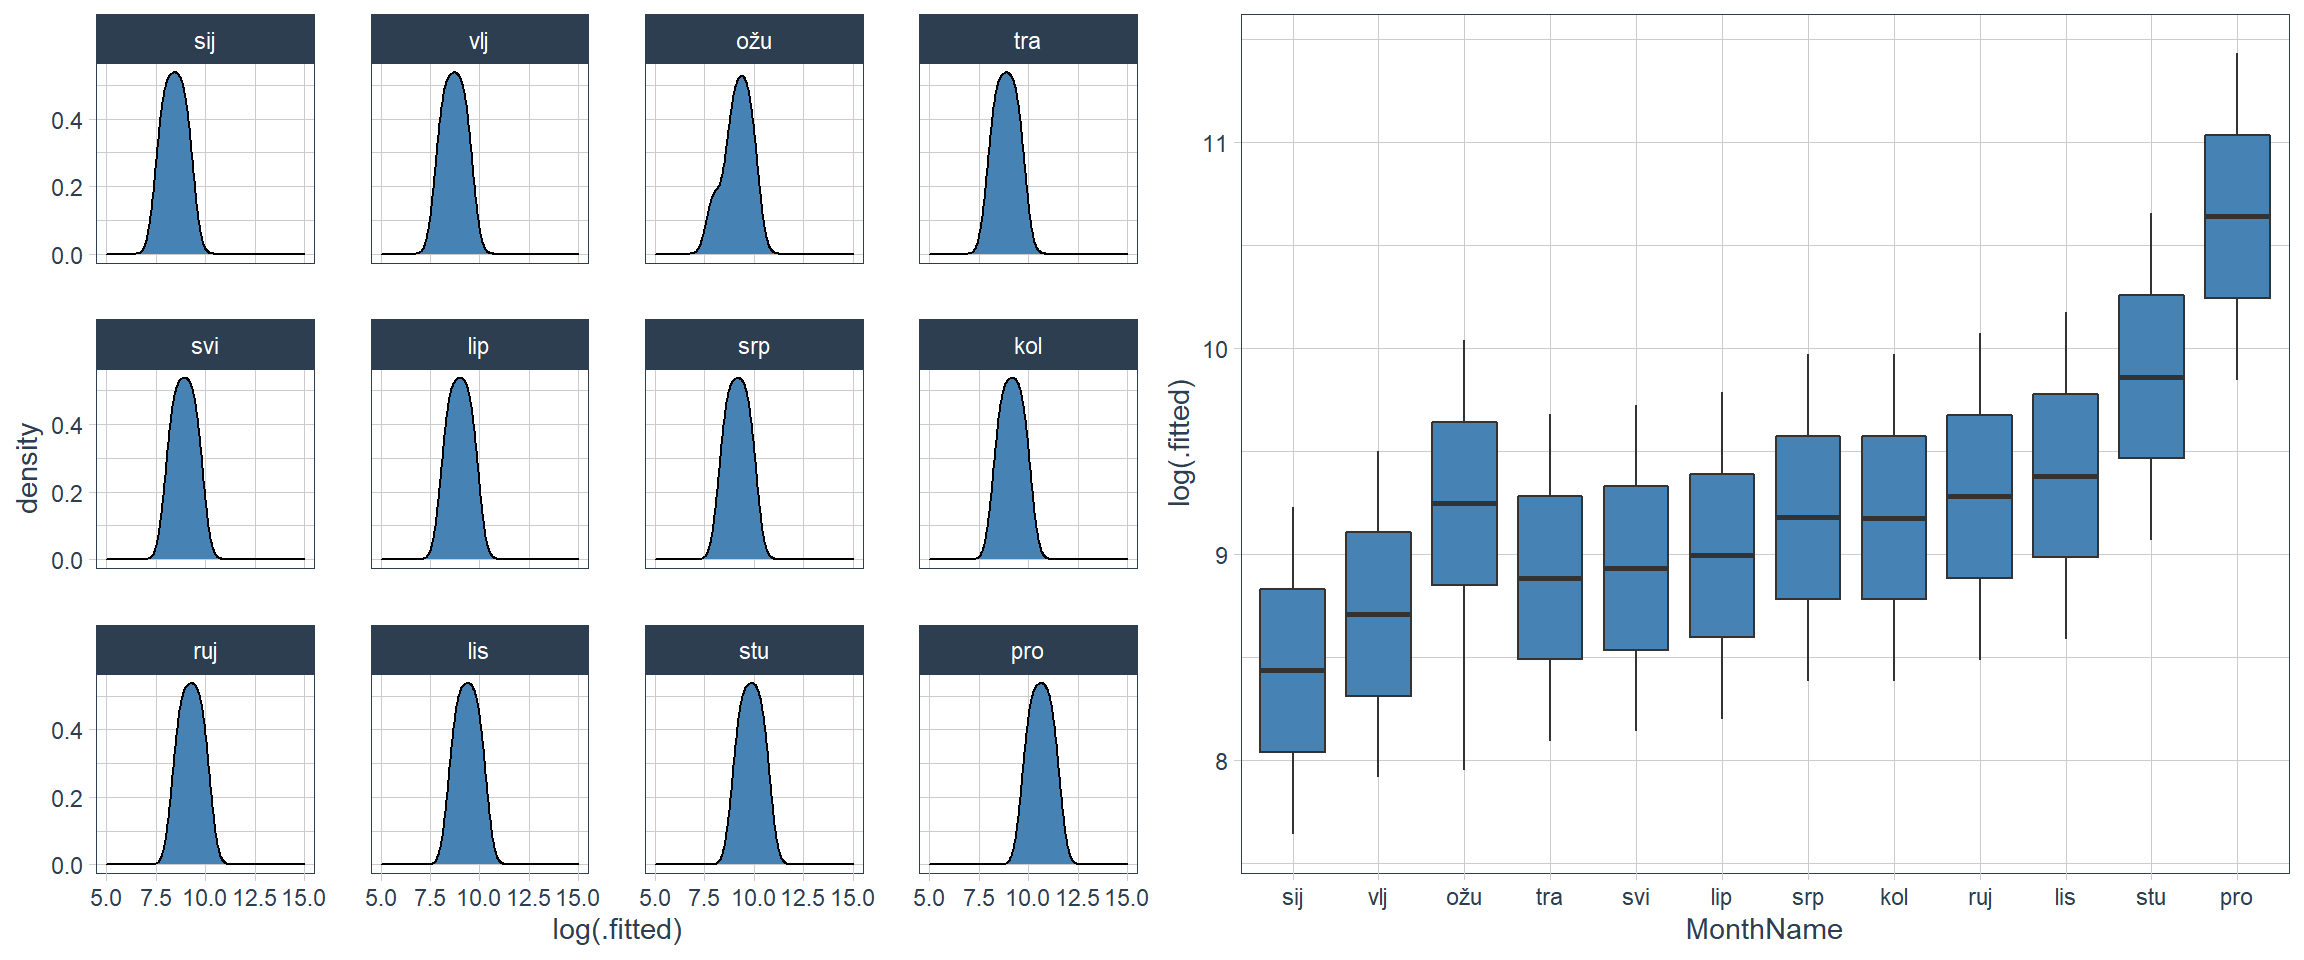 sij vlj ožu tra
0.4
0.2
0.0
svi lip srp kol
0.4
0.2
0.0
ruj lis stu pro
0.4
0.2
0.0
5.0 7.5 10.0 12.5 15.0 5.0 7.5 10.0 12.5 15.0 5.0 7.5 10.0 12.5 15.0 5.0 7.5 10.0 12.5 15.0
log(.fitted)
density
11
10
9
8
log(.fitted)
sij vlj ožu tra svi lip srp kol ruj lis stu pro
MonthName